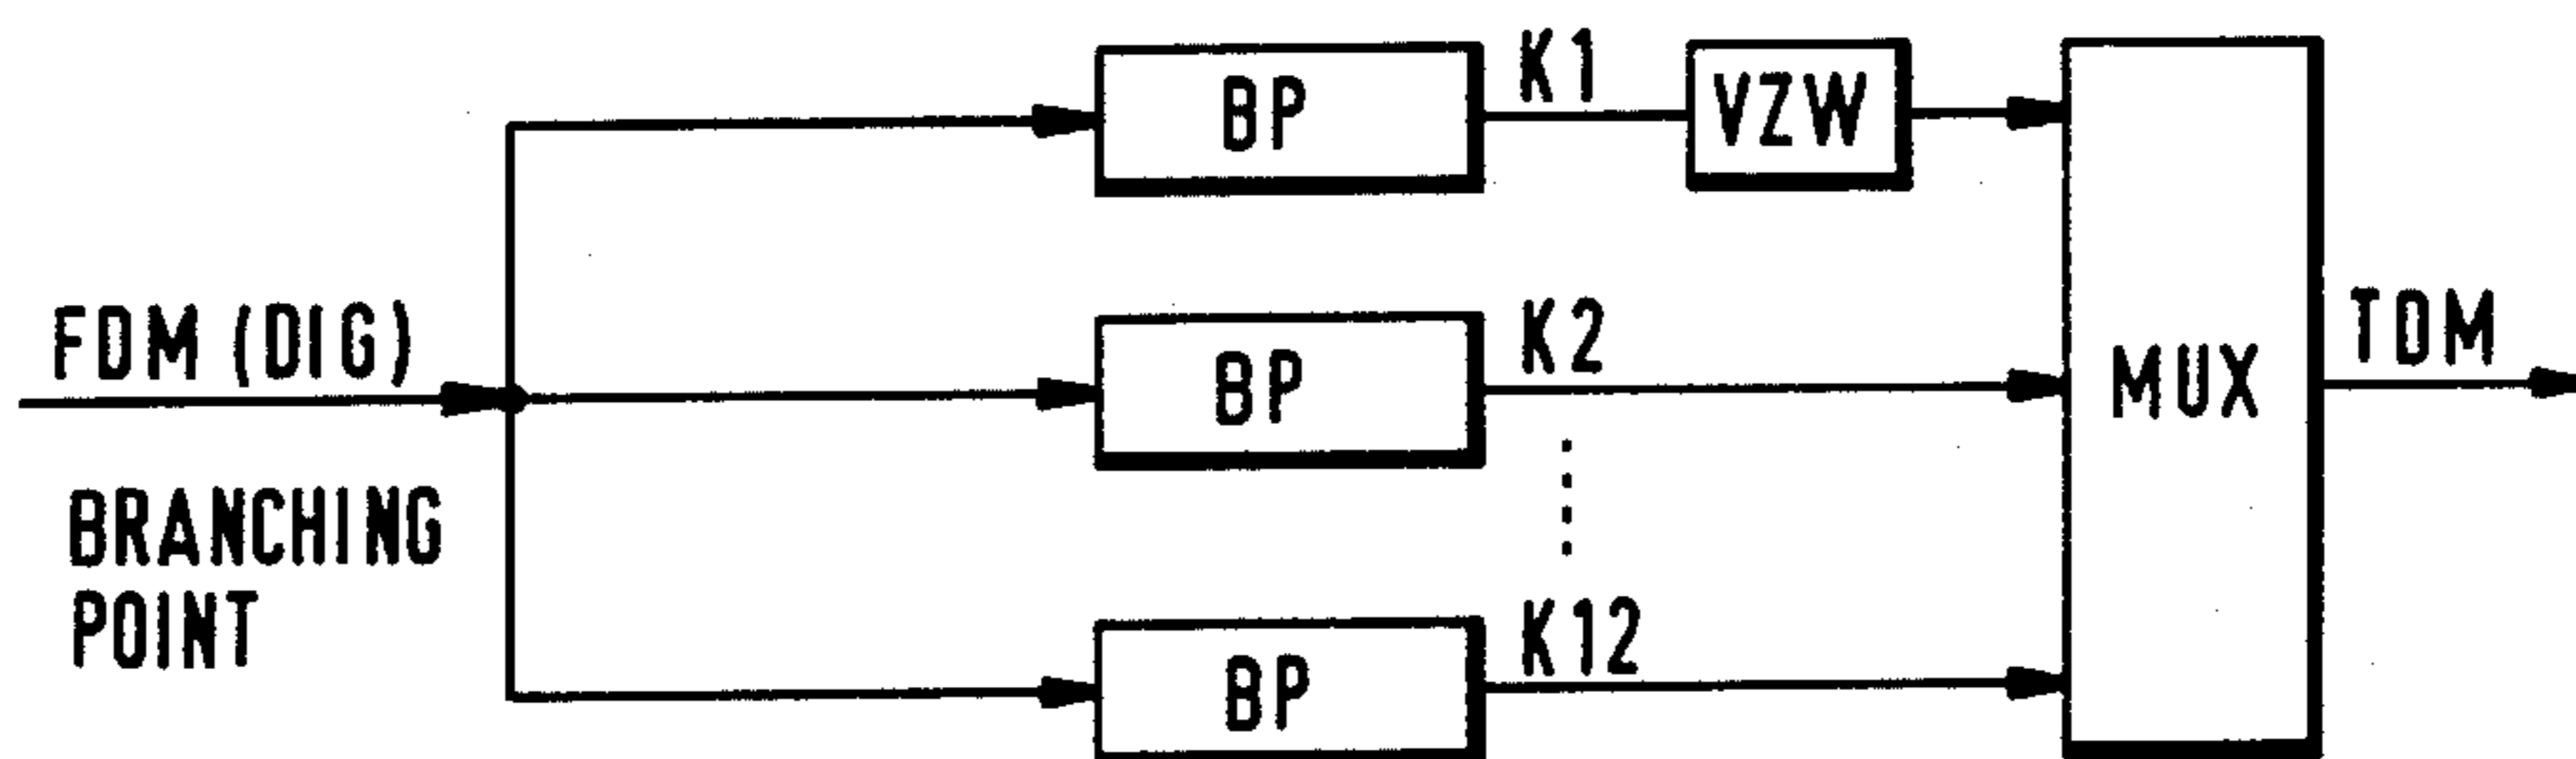 FDM (DIG)
BRANCHING
POINT
BP
K1
VZW
BP
K2
BP
K12
MUX
TDM